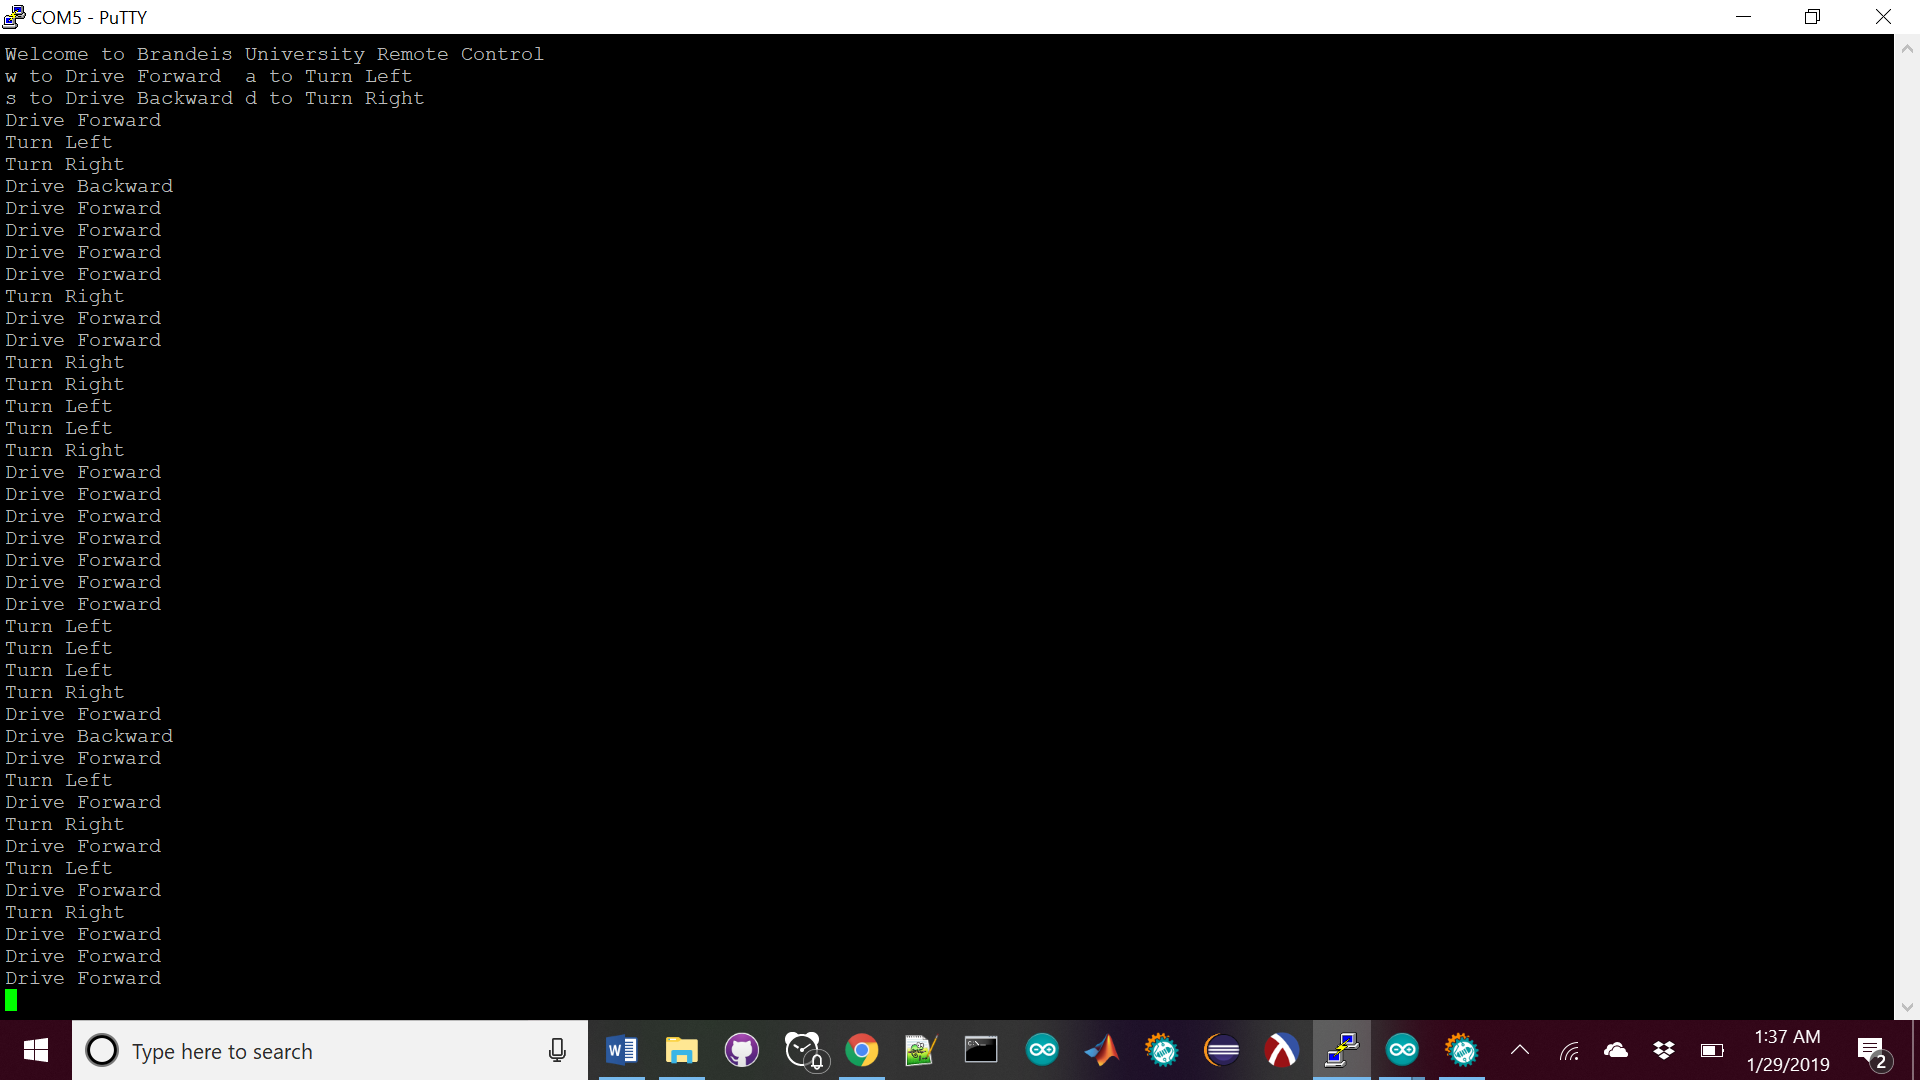 COM5 - PuTTY
Welcome to Brandeis University Remote Control
w to Drive Forward  a to Turn Left
s to Drive Backward d to Turn Right
Drive Forward
Turn Left
Turn Right
Drive Backward
Drive Forward
Drive Forward
Drive Forward
Drive Forward
Turn Right
Drive Forward
Drive Forward
Turn Right
Turn Right
Turn Left
Turn Left
Turn Right
Drive Forward
Drive Forward
Drive Forward
Drive Forward
Drive Forward
Drive Forward
Drive Forward
Turn Left
Turn Left
Turn Left
Turn Right
Drive Forward
Drive Backward
Drive Forward
Turn Left
Drive Forward
Turn Right
Drive Forward
Turn Left
Drive Forward
Turn Right
Drive Forward
Drive Forward
Drive Forward
Type here to search
1:37 AM
1/29/2019
2